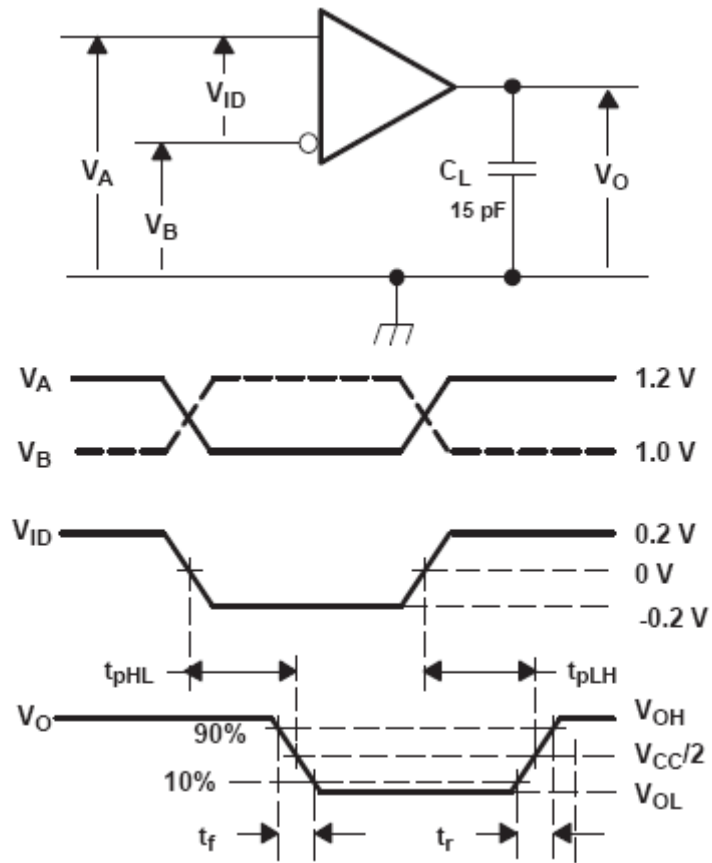 V_ID
V_A
V_B
C_L
15 pF
V_O
V_A
1.2 V
V_B
1.0 V
V_ID
0.2 V
0 V
-0.2 V
t_pHL
t_pLH
V_O
V_OH
90%
V_CC/2
10%
V_OL
t_f
t_r